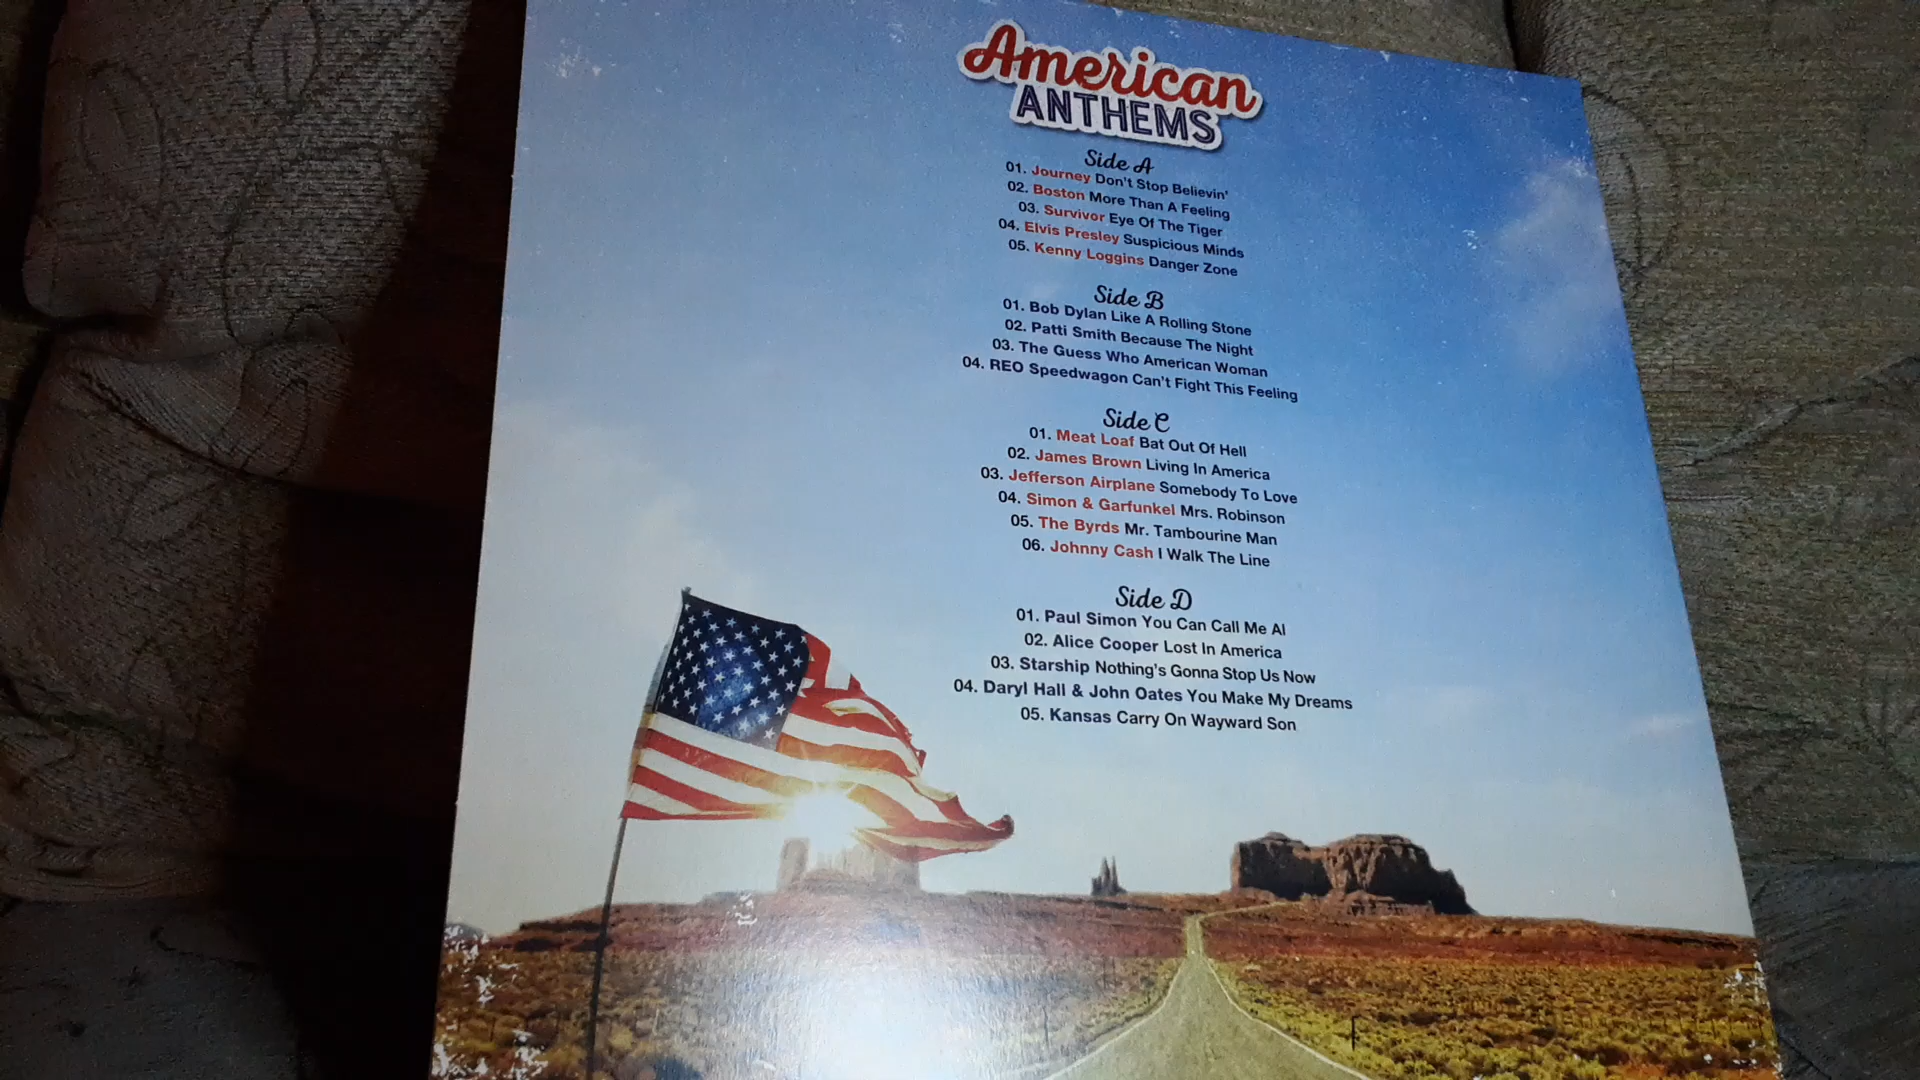 American
ANTHEMS
Side A
01. Journey Don't Stop Believin'
02. Boston More Than A Feeling
03. Survivor Eye Of The Tiger
04. Elvis Presley Suspicious Minds
05. Kenny Loggins Danger Zone
Side B
01. Bob Dylan Like A Rolling Stone
02. Patti Smith Because The Night
03. The Guess Who American Woman
04. REO Speedwagon Can't Fight This Feeling
Side C
01. Meat Loaf Bat Out Of Hell
02. James Brown Living In America
03. Jefferson Airplane Somebody To Love
04. Simon & Garfunkel Mrs. Robinson
05. The Byrds Mr. Tambourine Man
06. Johnny Cash I Walk The Line
Side D
01. Paul Simon You Can Call Me Al
02. Alice Cooper Lost In America
03. Starship Nothing's Gonna Stop Us Now
04. Daryl Hall & John Oates You Make My Dreams
05. Kansas Carry On Wayward Son